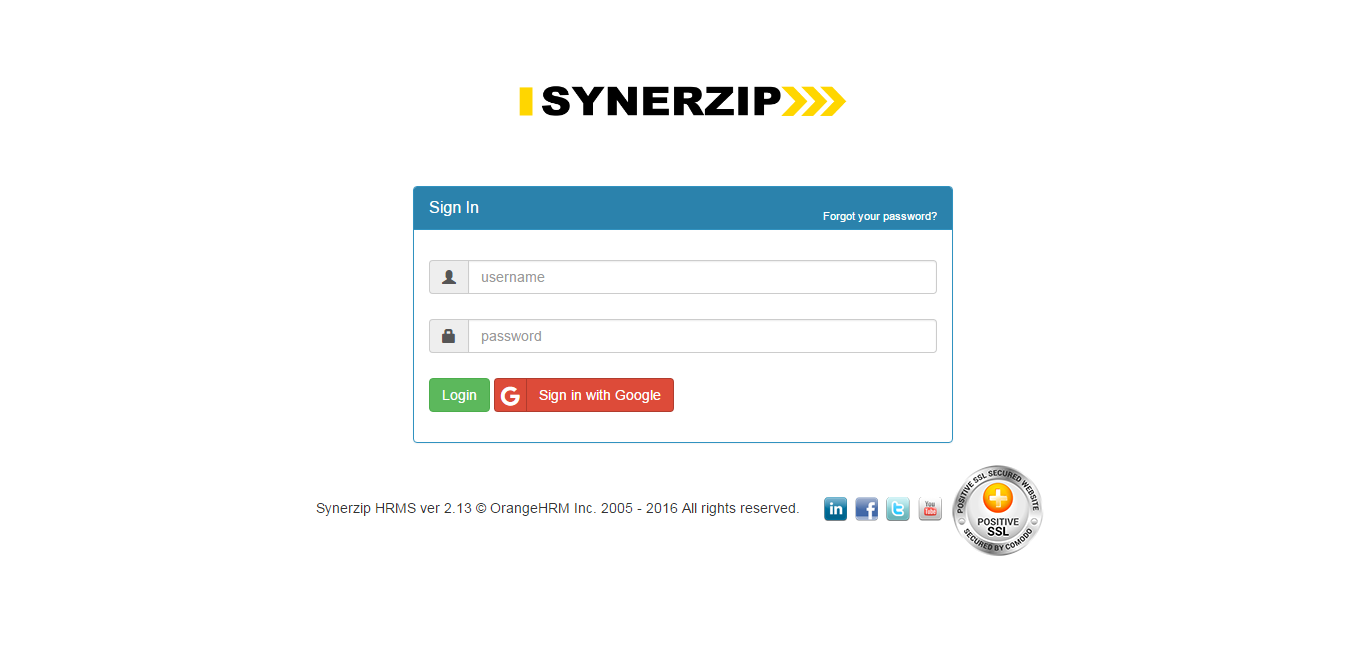 SYNERZIP
Sign In
Forgot your password?
username
password
Login
G Sign in with Google
Synerzip HRMS ver 2.13 © OrangeHRM Inc. 2005 - 2016 All rights reserved.
in f t You Tube
POSITIVE SSL SECURED WEBSITE
POSITIVE
SSL
SECURED BY COMODO